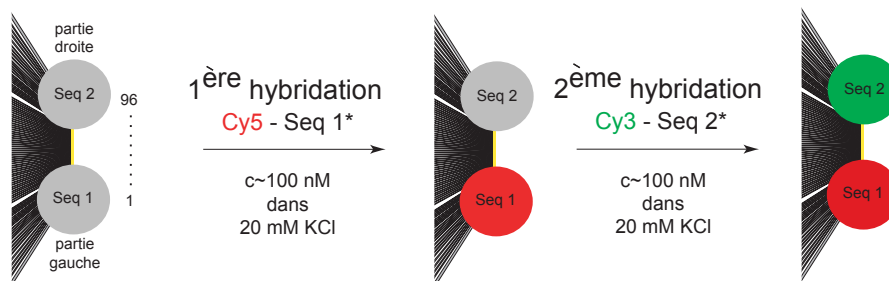 partie
droite
Seq 2
96
1
Seq 1
partie
gauche
1ère hybridation
Cy5 - Seq 1*
c~100 nM
dans
20 mM KCl
Seq 2
Seq 1
2ème hybridation
Cy3 - Seq 2*
c~100 nM
dans
20 mM KCl
Seq 2
Seq 1